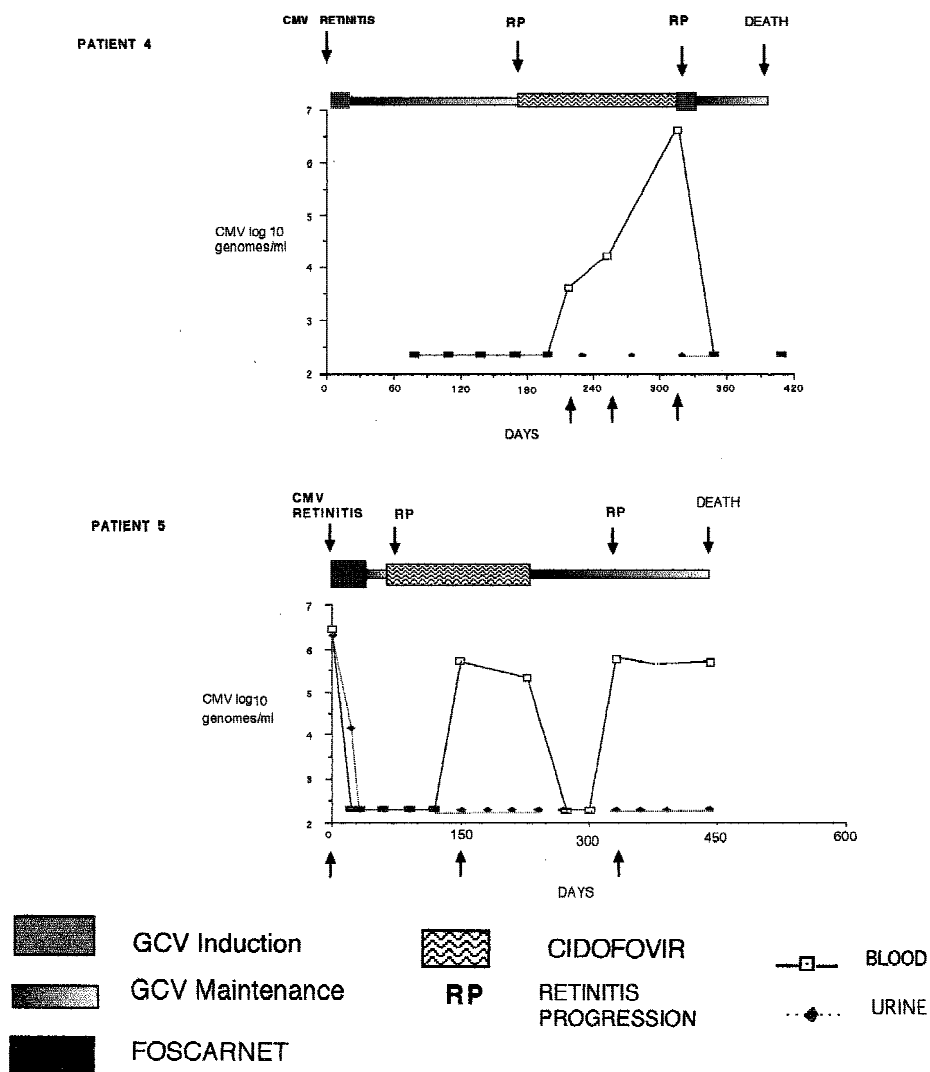 CMV RETINITIS
RP
RP
DEATH
PATIENT 4
7
6
5
4
3
2
CMV log 10
genomes/ml
0 60 120 180 240 300 360 420
DAYS
CMV
RETINITIS
RP
RP
DEATH
PATIENT 5
7
6
5
4
3
2
CMV log10
genomes/ml
0 150 300 450 600
DAYS
GCV Induction
GCV Maintenance
FOSCARNET
CIDOFOVIR
RP RETINITIS
PROGRESSION
BLOOD
URINE